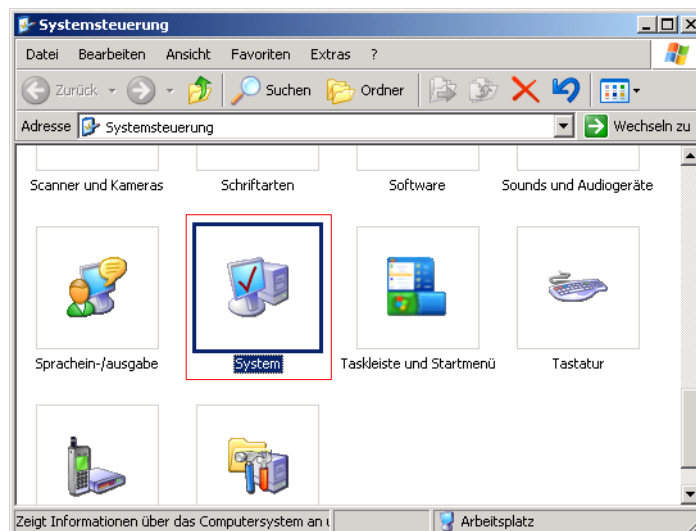 Systemsteuerung
Datei Bearbeiten Ansicht Favoriten Extras ?
Zurück Suchen Ordner
Adresse Systemsteuerung Wechseln zu
Scanner und Kameras Schriftarten Software Sounds und Audiogeräte
Sprachein-/ausgabe System Taskleiste und Startmenü Tastatur
Zeigt Informationen über das Computersystem an Arbeitsplatz